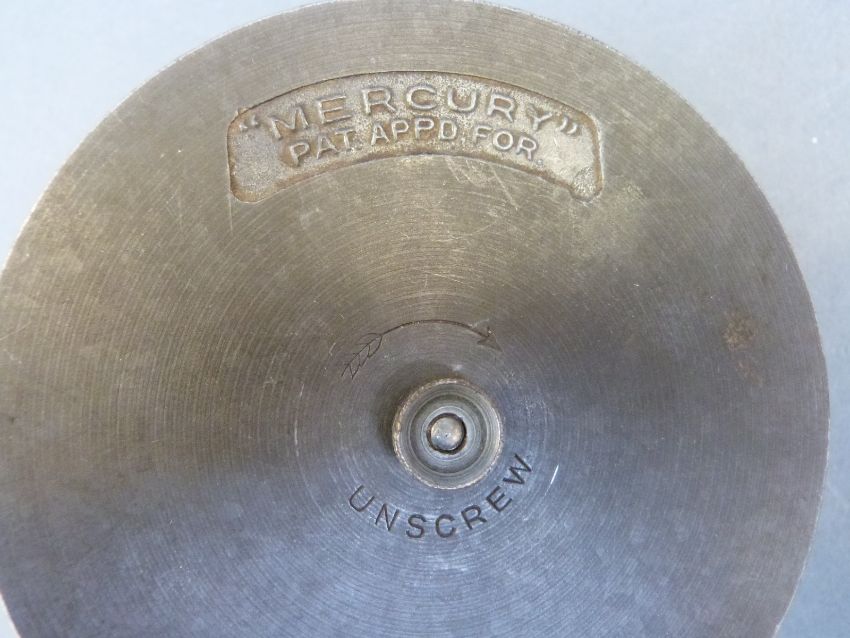 "MERCURY"
PAT. APPD. FOR.
UNSCREW